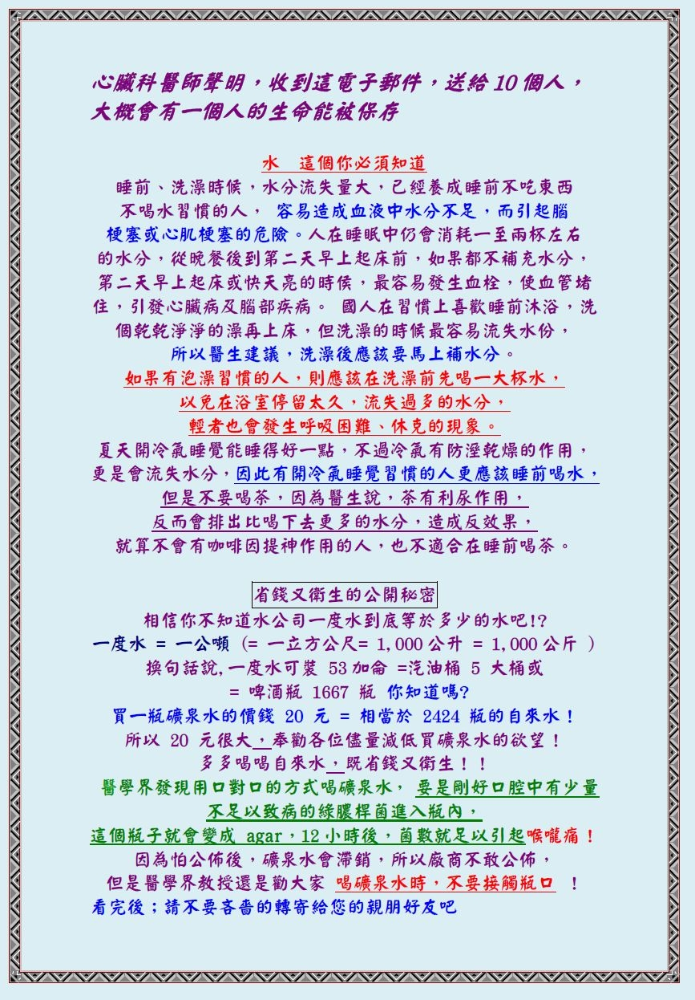 心臟科醫師聲明，收到這電子郵件，送給 10 個人，
大概會有一個人的生命能被保存
水　這個你必須知道
睡前、洗澡時候，水分流失量大，已經養成睡前不吃東西
不喝水習慣的人， 容易造成血液中水分不足，而引起腦
梗塞或心肌梗塞的危險。人在睡眠中仍會消耗一至兩杯左右
的水分，從晚餐後到第二天早上起床前，如果都不補充水分，
第二天早上起床或快天亮的時侯，最容易發生血栓，使血管堵
住，引發心臟病及腦部疾病。 國人在習慣上喜歡睡前沐浴，洗
個乾乾淨淨的澡再上床，但洗澡的時候最容易流失水份，
所以醫生建議，洗澡後應該要馬上補水分。
如果有泡澡習慣的人，則應該在洗澡前先喝一大杯水，
以免在浴室停留太久，流失過多的水分，
輕者也會發生呼吸困難、休克的現象。
夏天開冷氣睡覺能睡得好一點，不過冷氣有防溼乾燥的作用，
更是會流失水分，因此有開冷氣睡覺習慣的人更應該睡前喝水，
但是不要喝茶，因為醫生說，茶有利尿作用，
反而會排出比喝下去更多的水分，造成反效果，
就算不會有咖啡因提神作用的人，也不適合在睡前喝茶。
省錢又衛生的公開秘密
相信你不知道水公司一度水到底等於多少的水吧!?
一度水 = 一公噸 (= 一立方公尺= 1,000 公升 = 1,000 公斤 )
換句話說,一度水可裝 53 加侖 =汽油桶 5 大桶或
= 啤酒瓶 1667 瓶 你知道嗎?
買一瓶礦泉水的價錢 20 元 = 相當於 2424 瓶的自來水！
所以 20 元很大，奉勸各位儘量減低買礦泉水的欲望！
多多喝喝自來水，既省錢又衛生！！
醫學界發現用口對口的方式喝礦泉水， 要是剛好口腔中有少量
不足以致病的綠膿桿菌進入瓶內，
這個瓶子就會變成 agar，12 小時後，菌數就足以引起喉嚨痛！
因為怕公佈後，礦泉水會滯銷，所以廠商不敢公佈，
但是醫學界教授還是勸大家 喝礦泉水時，不要接觸瓶口 ！
看完後；請不要吝嗇的轉寄給您的親朋好友吧